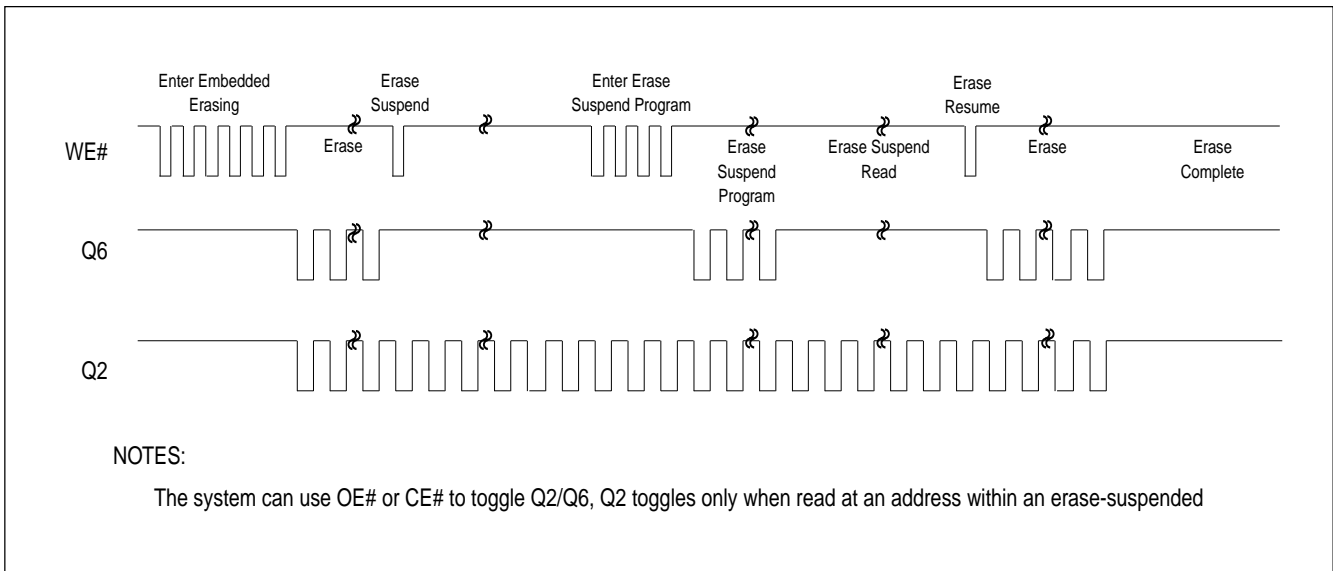 Enter Embedded
Erasing
Erase
Suspend
Enter Erase
Suspend Program
Erase
Resume
WE#
Erase
Erase
Suspend
Program
Erase Suspend
Read
Erase
Erase
Complete
Q6
Q2
NOTES:
The system can use OE# or CE# to toggle Q2/Q6, Q2 toggles only when read at an address within an erase-suspended